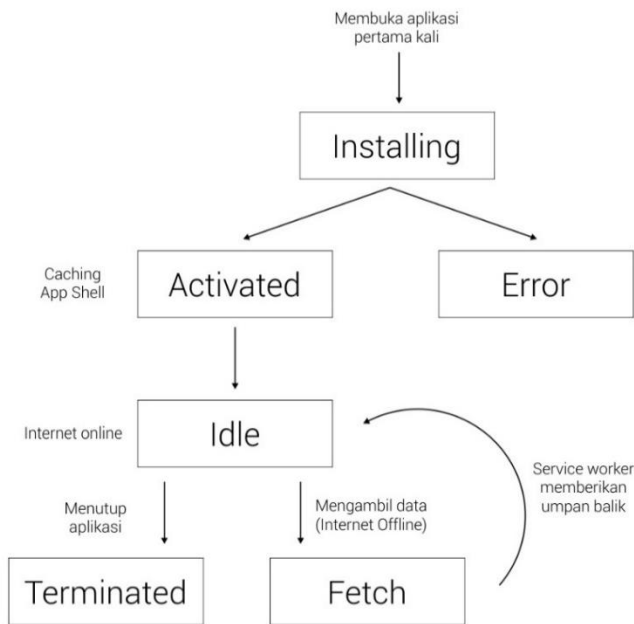 Membuka aplikasi
pertama kali
Installing
Caching
App Shell
Activated
Error
Internet online
Idle
Service worker
memberikan
umpan balik
Menutup
aplikasi
Mengambil data
(Internet Offline)
Terminated
Fetch